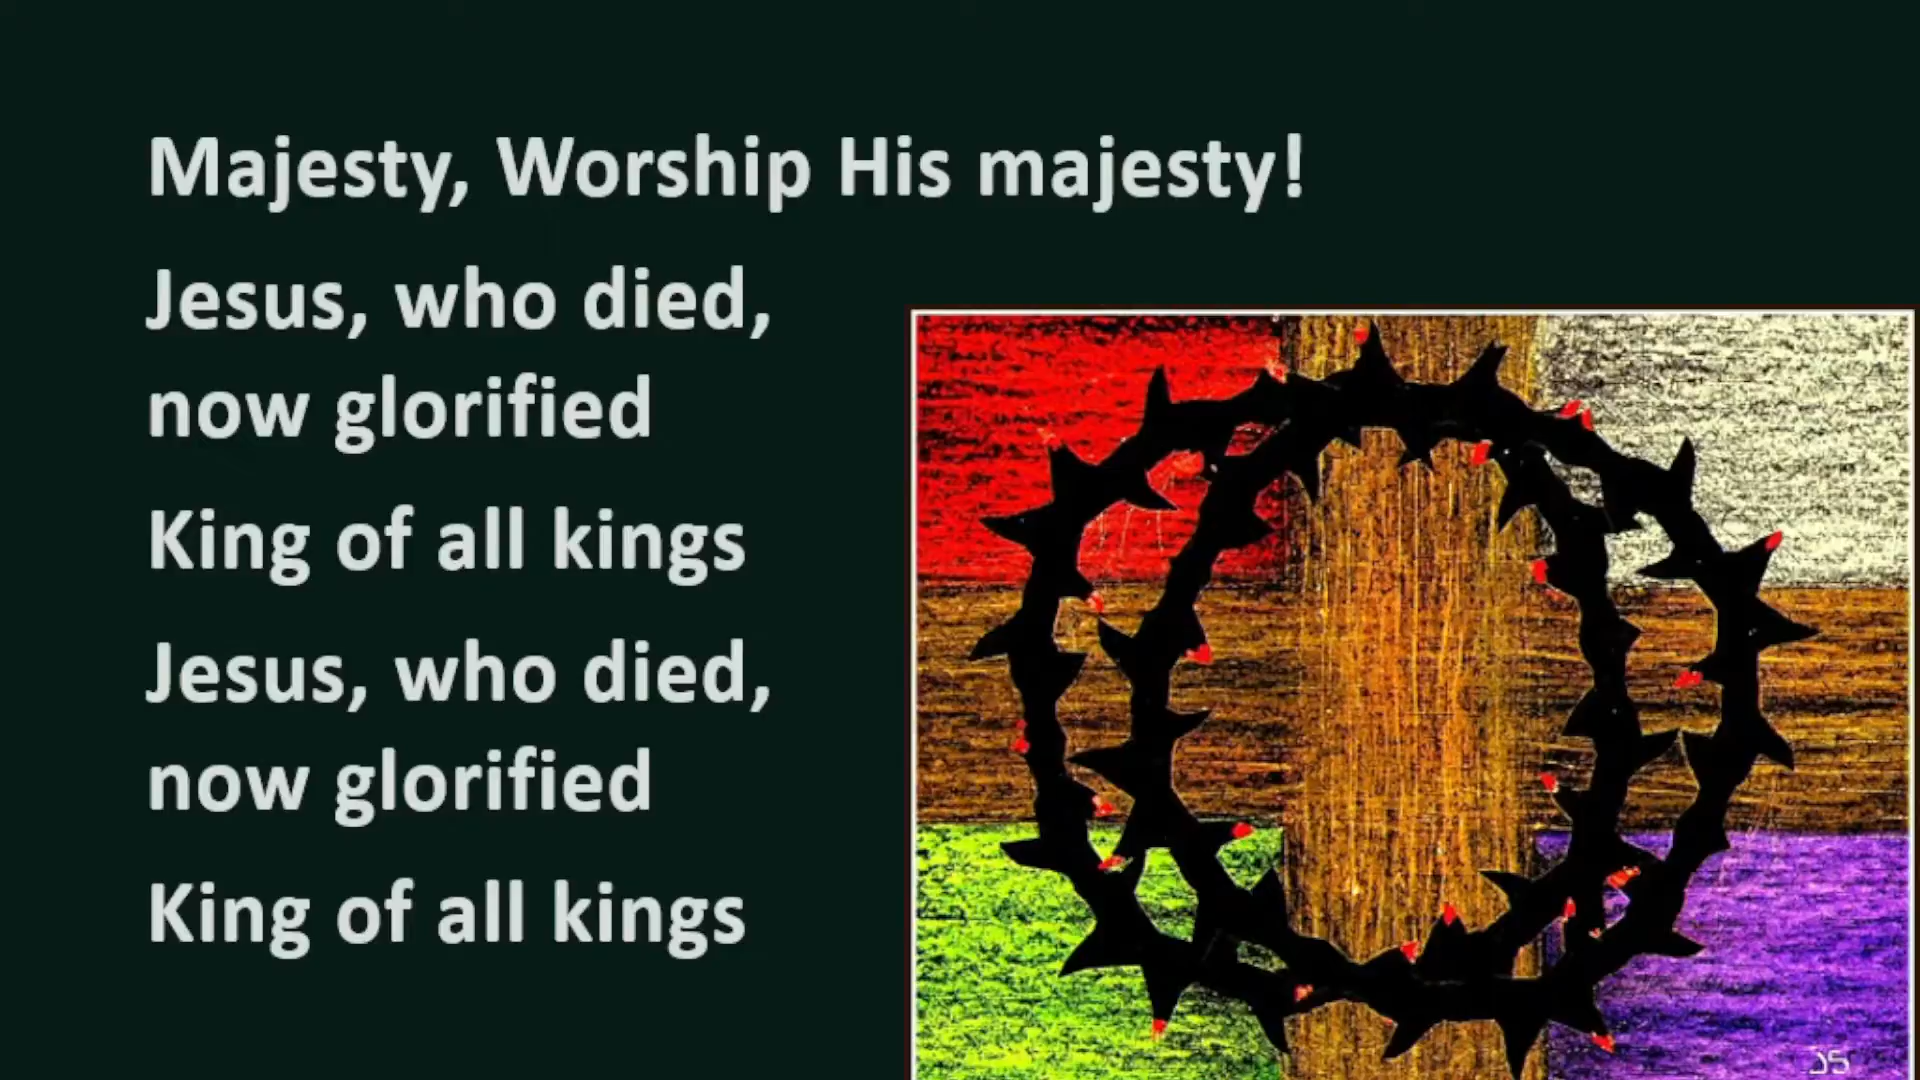 Majesty, Worship His majesty!
Jesus, who died,
now glorified
King of all kings
Jesus, who died,
now glorified
King of all kings
JS